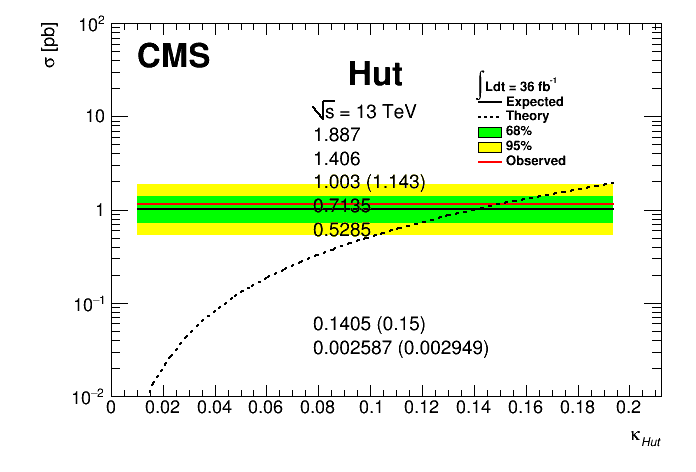 σ [pb]
10²
10
1
10⁻¹
10⁻²
CMS
Hut
√s = 13 TeV
1.887
1.406
1.003 (1.143)
0.7135
0.5285
0.1405 (0.15)
0.002587 (0.002949)
∫Ldt = 36 fb⁻¹
Expected
Theory
68%
95%
Observed
0 0.02 0.04 0.06 0.08 0.1 0.12 0.14 0.16 0.18 0.2
κ_Hut